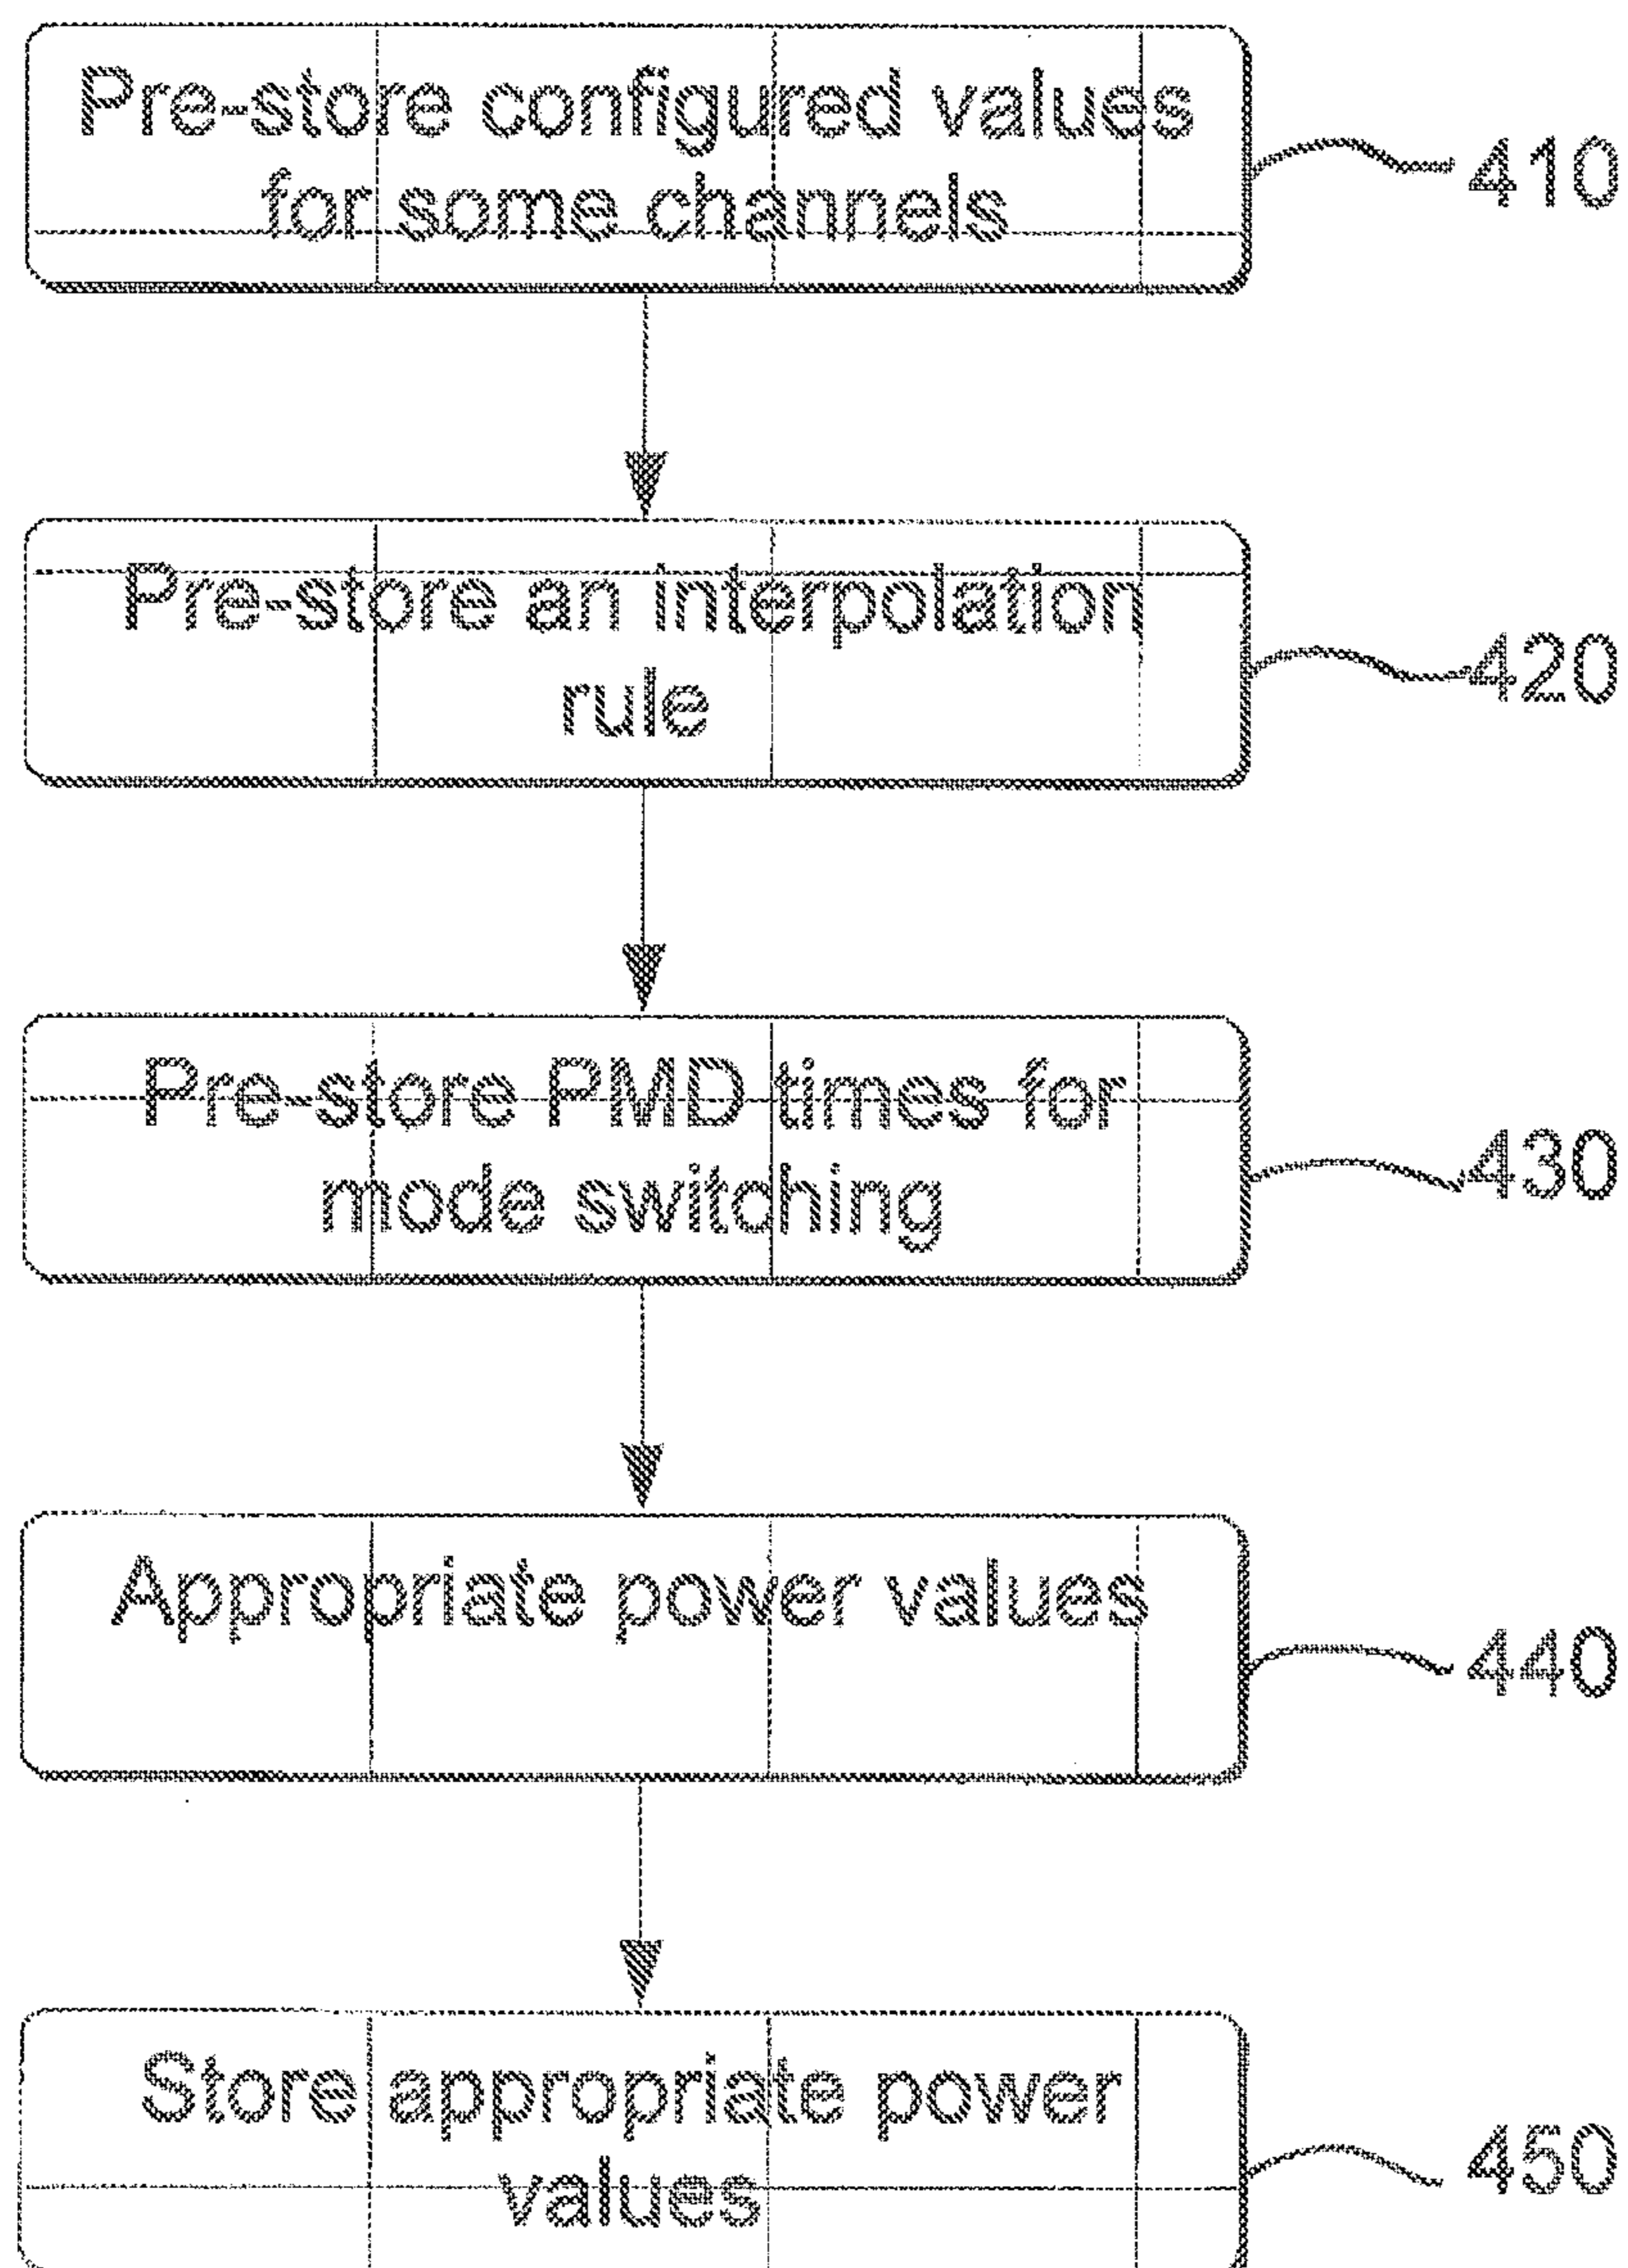 Pre-store configured values
for some channels
410
Pre-store an interpolation
rule
420
Pre-store PMD times for
mode switching
430
Appropriate power values
440
Store appropriate power
values
450